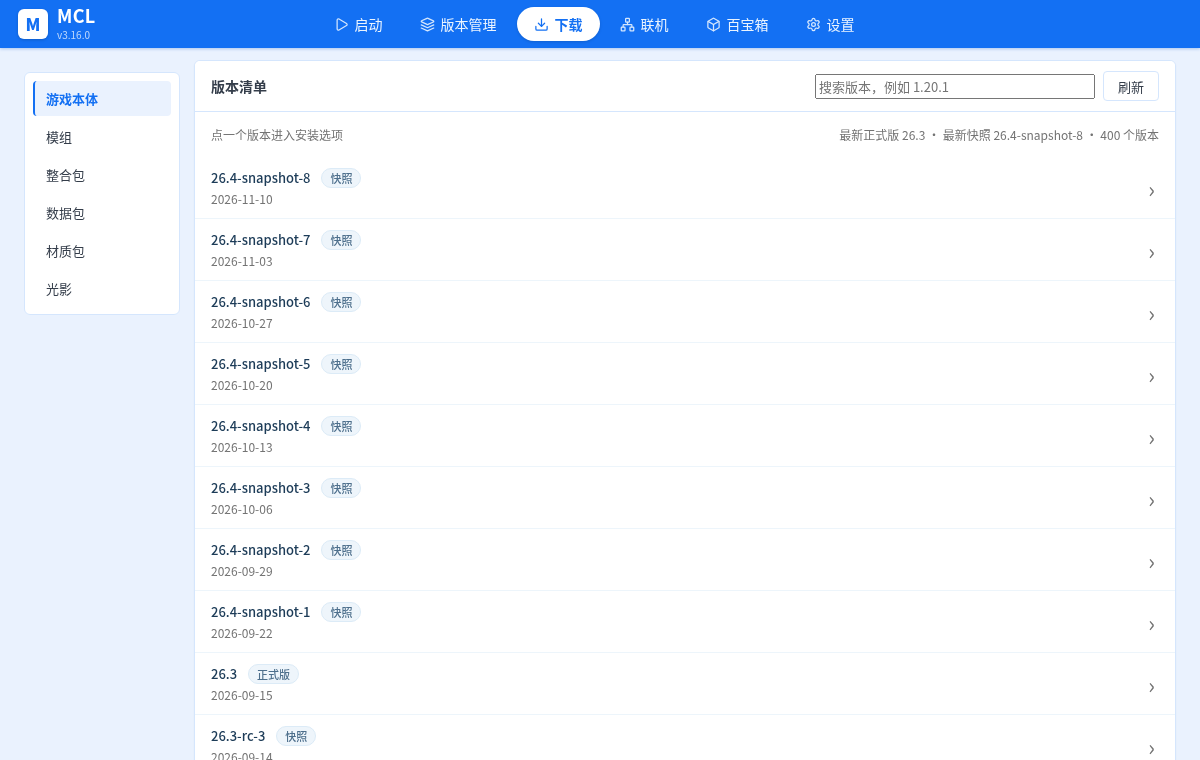 M MCL
v3.16.0
启动 版本管理 下载 联机 百宝箱 设置
游戏本体
模组
整合包
数据包
材质包
光影
版本清单 搜索版本，例如 1.20.1 刷新
点一个版本进入安装选项 最新正式版 26.3 · 最新快照 26.4-snapshot-8 · 400 个版本
26.4-snapshot-8 快照
2026-11-10
26.4-snapshot-7 快照
2026-11-03
26.4-snapshot-6 快照
2026-10-27
26.4-snapshot-5 快照
2026-10-20
26.4-snapshot-4 快照
2026-10-13
26.4-snapshot-3 快照
2026-10-06
26.4-snapshot-2 快照
2026-09-29
26.4-snapshot-1 快照
2026-09-22
26.3 正式版
2026-09-15
26.3-rc-3 快照
2026-09-14